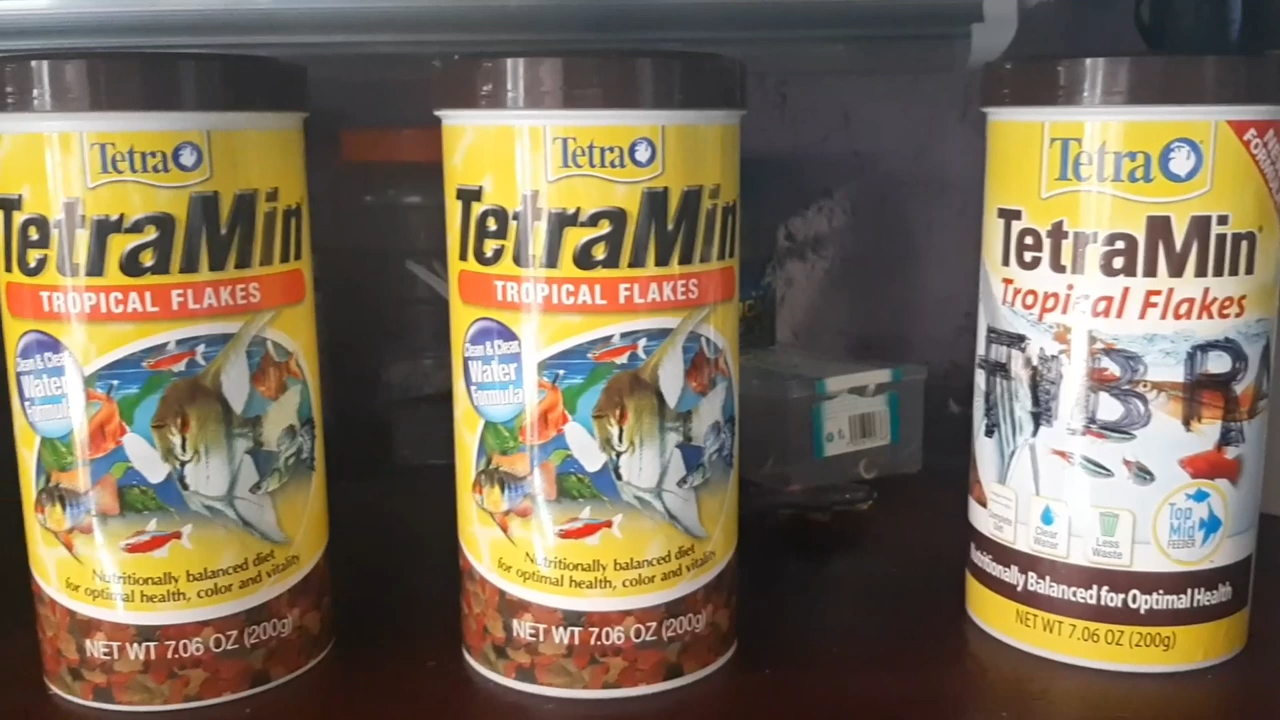 Tetra
TetraMin
TROPICAL FLAKES
Clean & Clear
Water
Formula
Nutritionally balanced diet
for optimal health, color and vitality
NET WT 7.06 OZ (200g)
Tetra
TetraMin
TROPICAL FLAKES
Clean & Clear
Water
Formula
Nutritionally balanced diet
for optimal health, color and vitality
NET WT 7.06 OZ (200g)
Tetra
TetraMin
Tropical Flakes
Clear
Water
Less
Waste
Top
Mid
FEEDER
Nutritionally Balanced for Optimal Health
NET WT 7.06 OZ (200g)